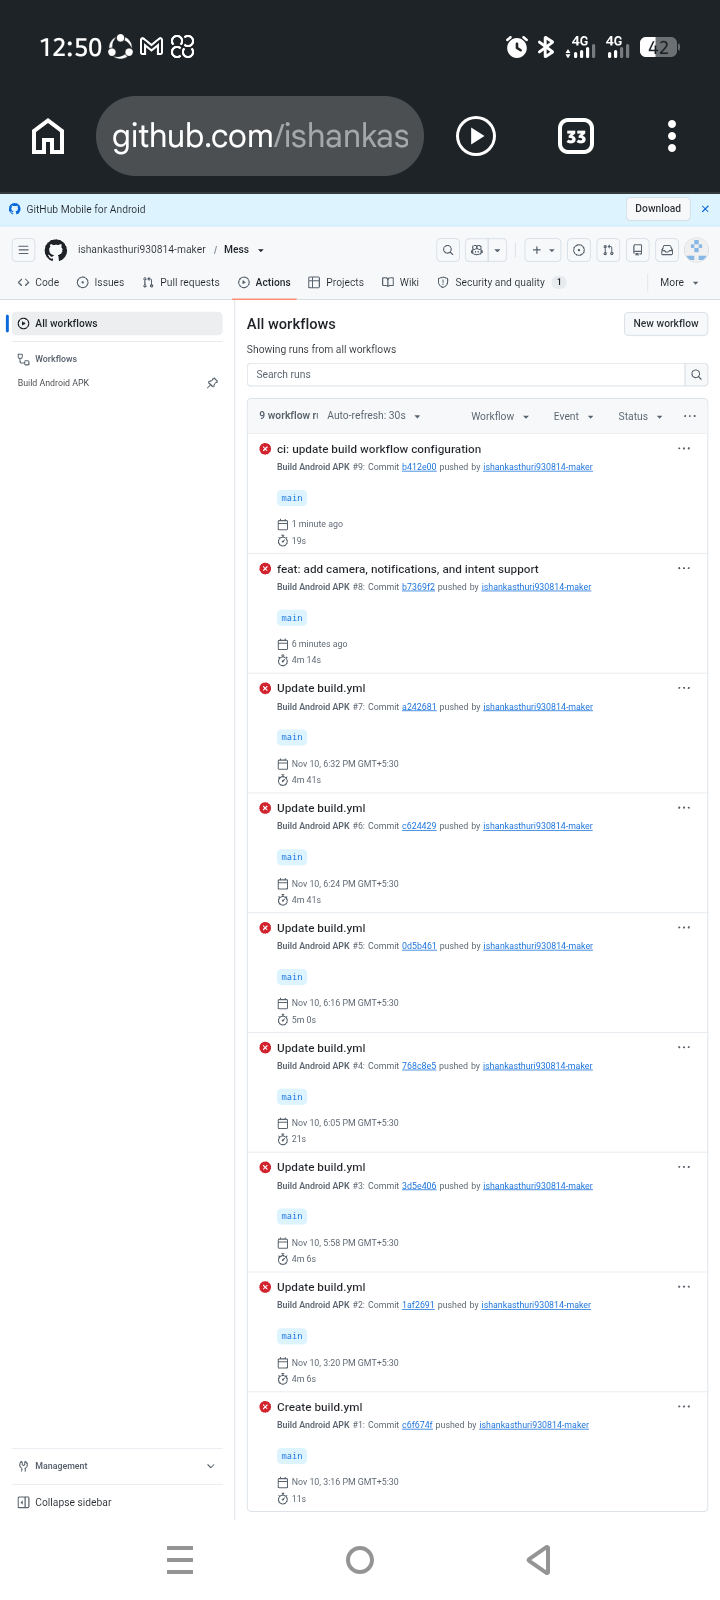 12:50
4G 4G 42
github.com/ishankas
33
GitHub Mobile for Android
Download
ishankasthuri930814-maker / Mess
Code Issues Pull requests Actions Projects Wiki Security and quality 1 More
All workflows
Workflows
Build Android APK
All workflows
New workflow
Showing runs from all workflows
Search runs
9 workflow r Auto-refresh: 30s Workflow Event Status
ci: update build workflow configuration
Build Android APK #9: Commit b412e00 pushed by ishankasthuri930814-maker
main
1 minute ago
19s
feat: add camera, notifications, and intent support
Build Android APK #8: Commit b7369f2 pushed by ishankasthuri930814-maker
main
6 minutes ago
4m 14s
Update build.yml
Build Android APK #7: Commit a242681 pushed by ishankasthuri930814-maker
main
Nov 10, 6:32 PM GMT+5:30
4m 41s
Update build.yml
Build Android APK #6: Commit c624429 pushed by ishankasthuri930814-maker
main
Nov 10, 6:24 PM GMT+5:30
4m 41s
Update build.yml
Build Android APK #5: Commit 0d5b461 pushed by ishankasthuri930814-maker
main
Nov 10, 6:16 PM GMT+5:30
5m 0s
Update build.yml
Build Android APK #4: Commit 768c8e5 pushed by ishankasthuri930814-maker
main
Nov 10, 6:05 PM GMT+5:30
21s
Update build.yml
Build Android APK #3: Commit 3d5e406 pushed by ishankasthuri930814-maker
main
Nov 10, 5:58 PM GMT+5:30
4m 6s
Update build.yml
Build Android APK #2: Commit 1af2691 pushed by ishankasthuri930814-maker
main
Nov 10, 3:20 PM GMT+5:30
4m 6s
Create build.yml
Build Android APK #1: Commit c6f674f pushed by ishankasthuri930814-maker
main
Nov 10, 3:16 PM GMT+5:30
11s
Management
Collapse sidebar